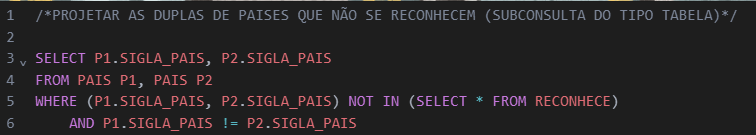 1 /*PROJETAR AS DUPLAS DE PAISES QUE NÃO SE RECONHECEM (SUBCONSULTA DO TIPO TABELA)*/
2
3 SELECT P1.SIGLA_PAIS, P2.SIGLA_PAIS
4 FROM PAIS P1, PAIS P2
5 WHERE (P1.SIGLA_PAIS, P2.SIGLA_PAIS) NOT IN (SELECT * FROM RECONHECE)
6 AND P1.SIGLA_PAIS != P2.SIGLA_PAIS